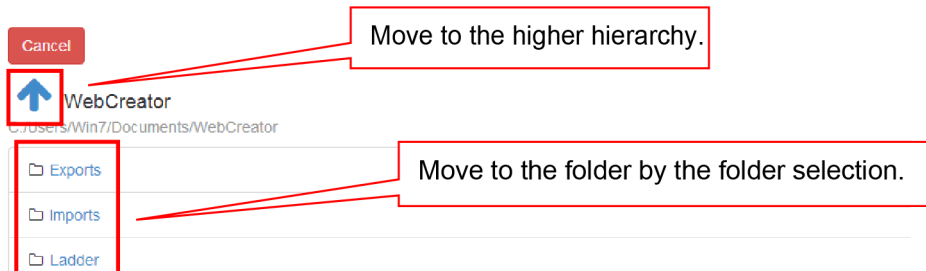 Move to the higher hierarchy.
Cancel
WebCreator
C:/Users/Win7/Documents/WebCreator
Exports
Move to the folder by the folder selection.
Imports
Ladder